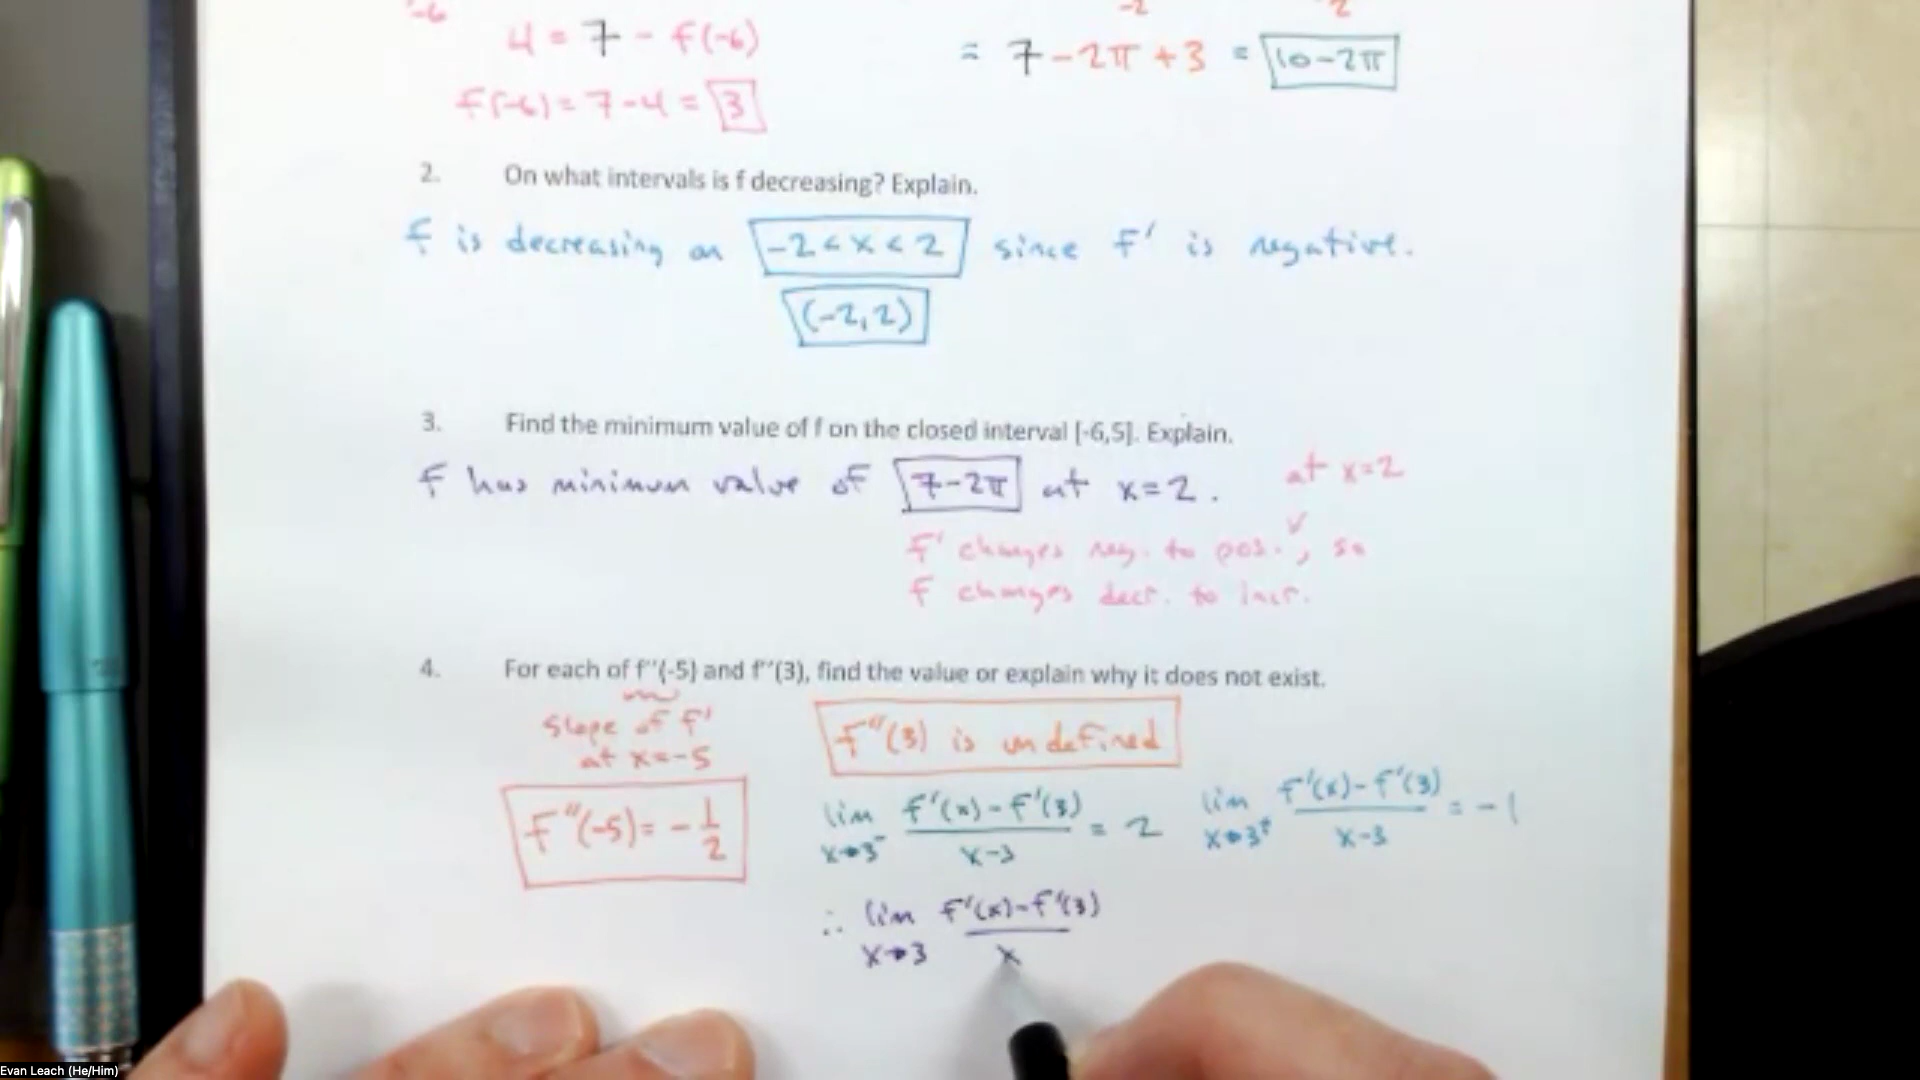 -6
4 = 7 - f(-6)
-2 2
= 7 - 2π + 3 = 10-2π
f(-6) = 7 - 4 = 3
2. On what intervals is f decreasing? Explain.
f is decreasing on -2 < x < 2 since f' is negative.
(-2,2)
3. Find the minimum value of f on the closed interval [-6,5]. Explain.
f has minimum value of 7-2π at x=2.
at x=2
f' changes neg. to pos. ∨, so
f changes decr. to incr.
4. For each of f''(-5) and f''(3), find the value or explain why it does not exist.
slope of f'
at x=-5
f''(3) is undefined
f''(-5) = -1/2
lim x→3⁻ f'(x)-f'(3) / x-3 = 2
lim x→3⁺ f'(x)-f'(3) / x-3 = -1
∴ lim x→3 f'(x)-f'(3) / x
Evan Leach (He/Him)